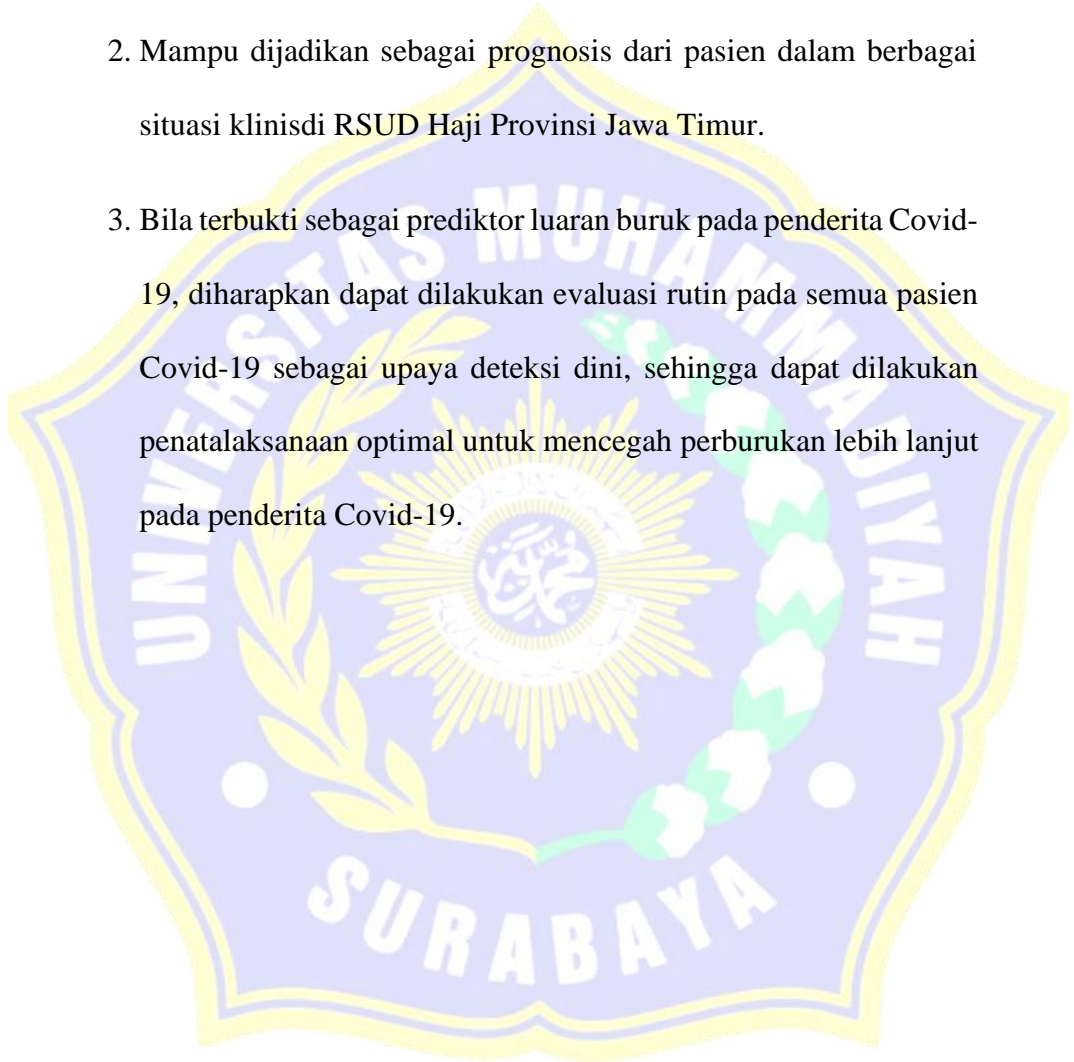 2. Mampu dijadikan sebagai prognosis dari pasien dalam berbagai
situasi klinisdi RSUD Haji Provinsi Jawa Timur.
3. Bila terbukti sebagai prediktor luaran buruk pada penderita Covid-
19, diharapkan dapat dilakukan evaluasi rutin pada semua pasien
Covid-19 sebagai upaya deteksi dini, sehingga dapat dilakukan
penatalaksanaan optimal untuk mencegah perburukan lebih lanjut
pada penderita Covid-19.
UNIVERSITAS MUHAMMADIYAH
SURABAYA